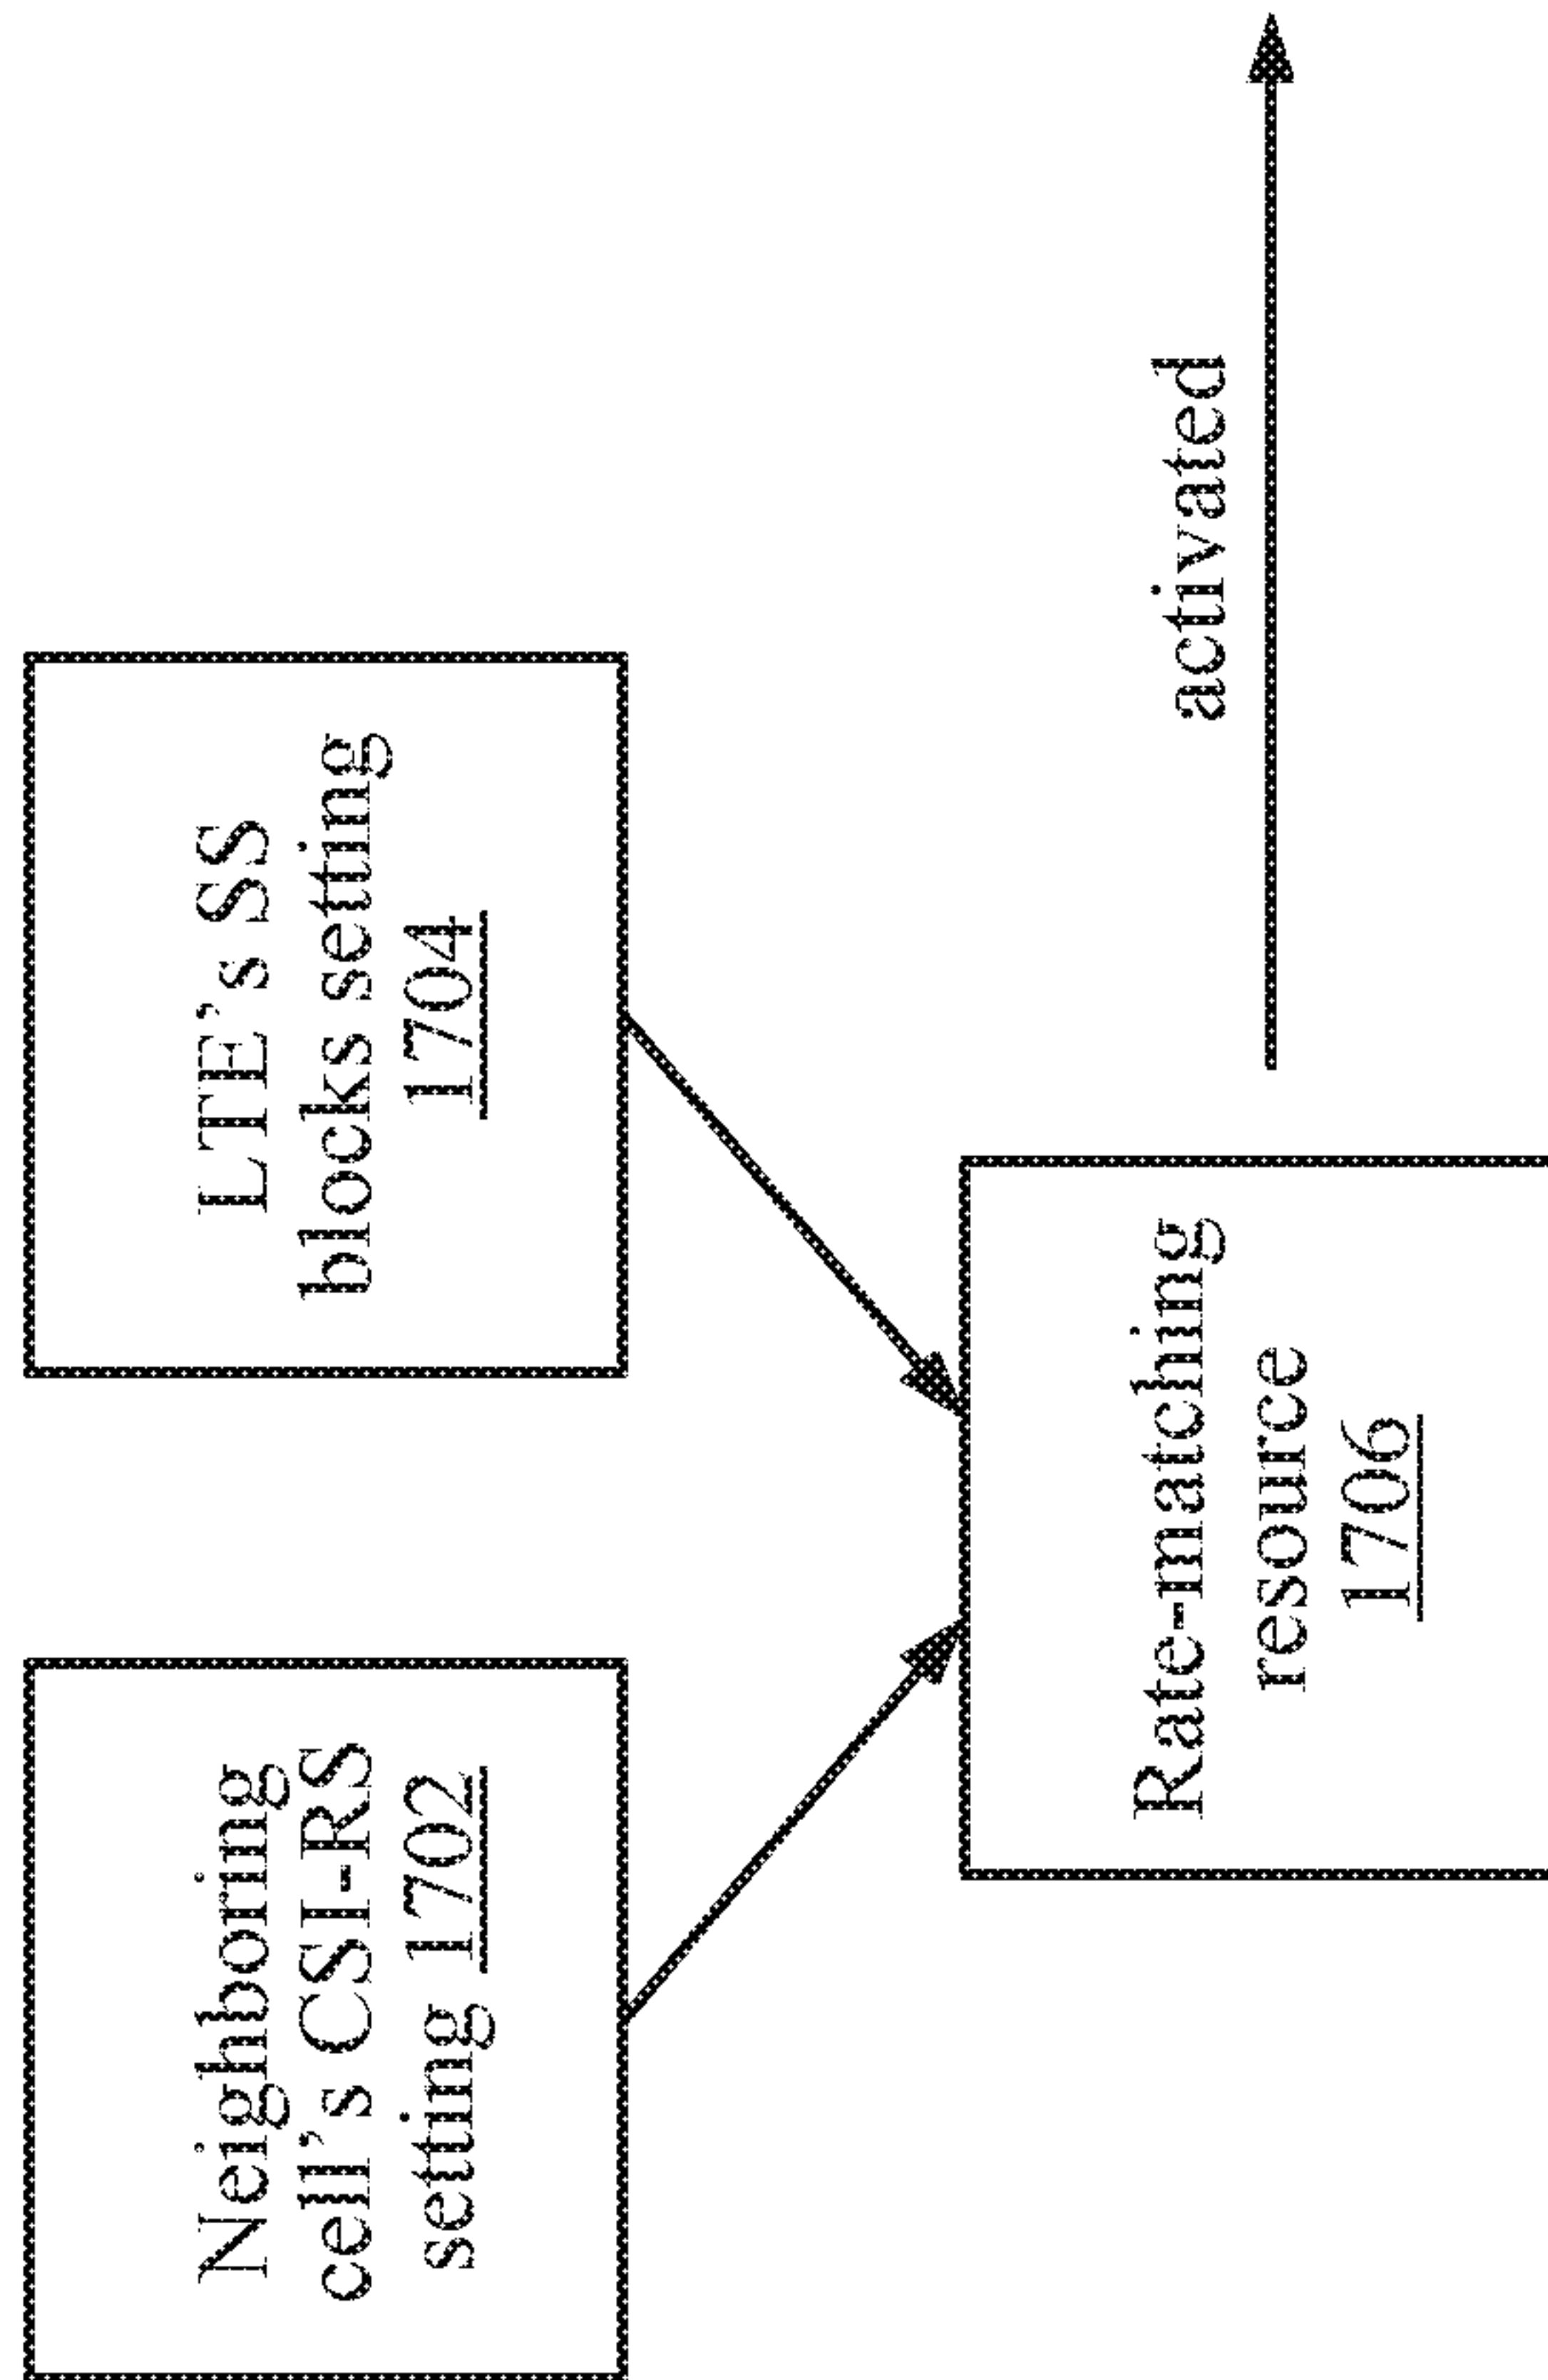 Neighboring
cell's CSI-RS
setting 1702
LTE's SS
blocks setting
1704
Rate-matching
resource
1706
activated